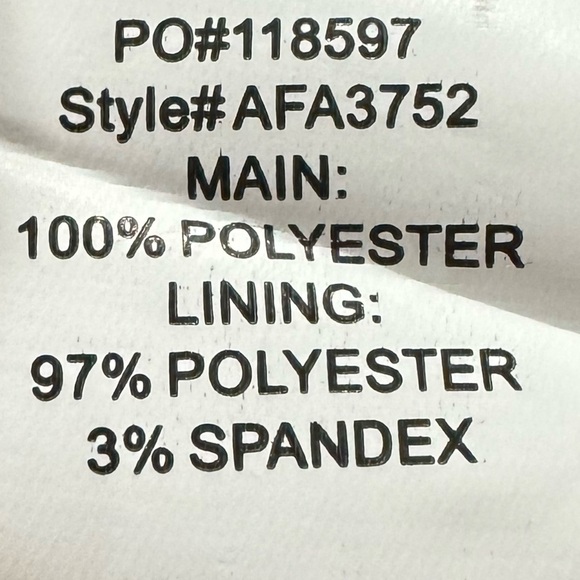 PO#118597
Style#AFA3752
MAIN:
100% POLYESTER
LINING:
97% POLYESTER
3% SPANDEX